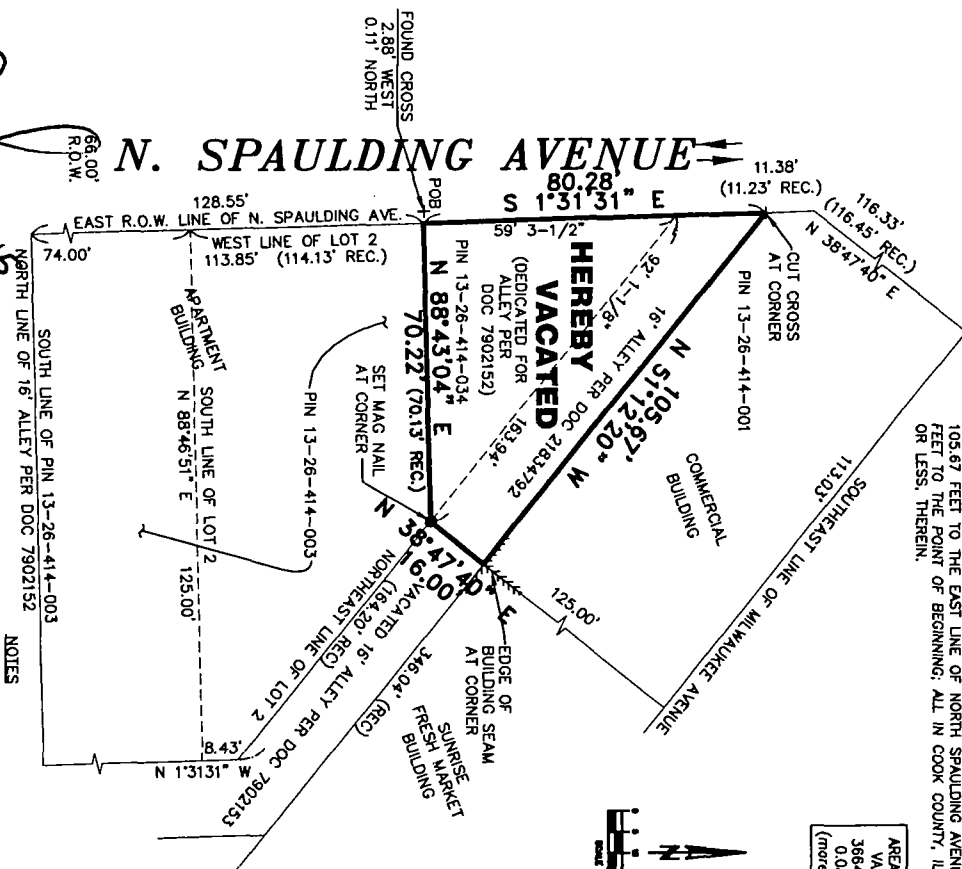 105.67 FEET TO THE EAST LINE OF NORTH SPAULDING
FEET TO THE POINT OF BEGINNING; ALL IN COOK COUNTY,
OR LESS, THEREIN.
FOUND CROSS
2.88' WEST
0.11' NORTH
66.00'
R.O.W.
N. SPAULDING AVENUE
POB
128.55'
EAST R.O.W. LINE OF N. SPAULDING AVE.
WEST LINE OF LOT 2
113.85' (114.13' REC.)
74.00'
80.28'
S 1°31'31" E
59' 3-1/2"
11.38'
(11.23' REC.)
116.33'
(116.45' REC.)
N 38°47'40" E
CUT CROSS
AT CORNER
PIN 13-26-414-001
HEREBY
VACATED
(DEDICATED FOR
ALLEY PER
DOC 7902152)
PIN 13-26-414-034
N 88°43'04" E
70.22' (70.13' REC.)
92' 1-1/8"
16' ALLEY PER DOC 21834792
163.94'
105.67'
N 51°12'20" W
COMMERCIAL
BUILDING
113.03'
SOUTHEAST LINE OF MILWAUKEE AVENUE
125.00'
SET MAG NAIL
AT CORNER
N 38°47'40" E
16.00'
EDGE OF
BUILDING SEAM
AT CORNER
PIN 13-26-414-003
APARTMENT
BUILDING
SOUTH LINE OF LOT 2
N 88°46'51" E
125.00'
NORTHEAST LINE OF LOT 2
(164.20' REC)
VACATED 16' ALLEY PER DOC 7902153
346.04' (REC)
SUNRISE
FRESH MARKET
BUILDING
8.43'
N 1°31'31" W
SOUTH LINE OF PIN 13-26-414-003
NORTH LINE OF 16' ALLEY PER DOC 7902152
NOTES
AREA
3664
(more
N
SCALE